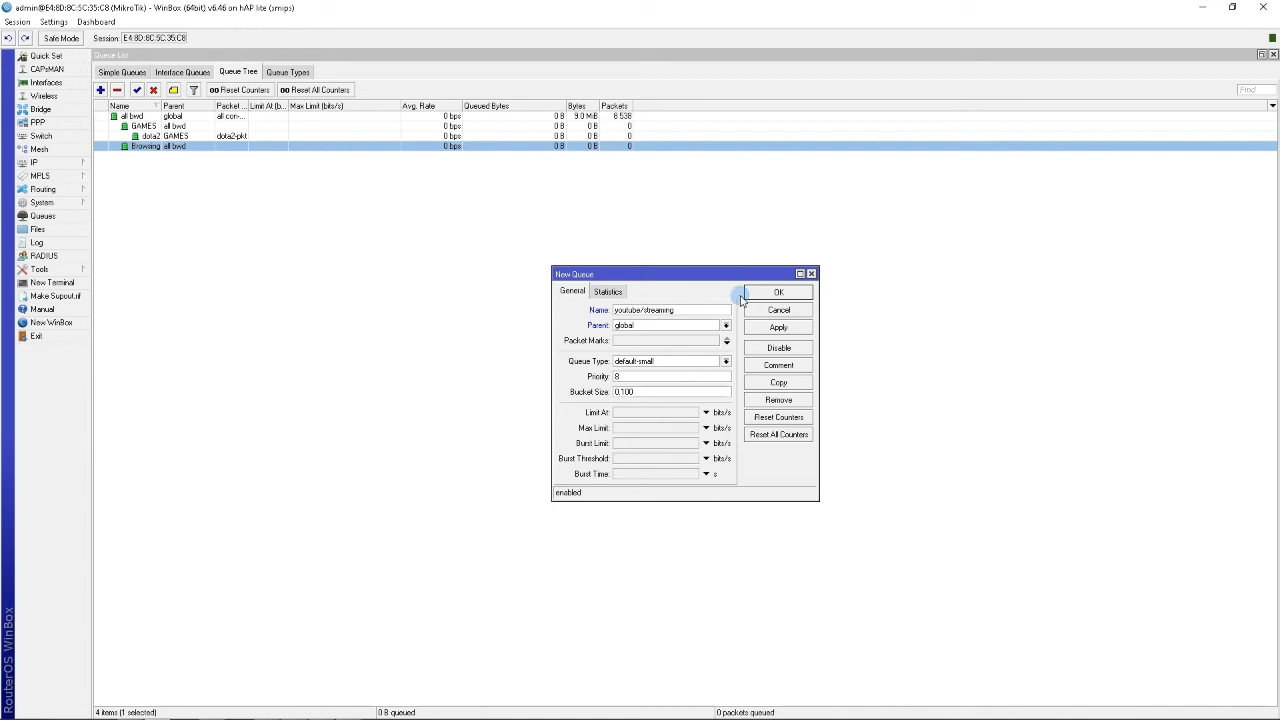 admin@E4:8D:8C:5C:35:C8 (MikroTik) - WinBox (64bit) v6.46 on hAP lite (smips)
Session Settings Dashboard
Safe Mode Session: E4:8D:8C:5C:35:C8
Queue List
Simple Queues Interface Queues Queue Tree Queue Types
00 Reset Counters 00 Reset All Counters Find
Name Parent Packet ... Limit At (b... Max Limit (bits/s) Avg. Rate Queued Bytes Bytes Packets
all bwd global all con-... 0 bps 0 B 9.0 MiB 8 538
GAMES all bwd 0 bps 0 B 0 B 0
dota2 GAMES dota2-pkt 0 bps 0 B 0 B 0
Browsing all bwd 0 bps 0 B 0 B 0
Quick Set
CAPsMAN
Interfaces
Wireless
Bridge
PPP
Switch
Mesh
IP
MPLS
Routing
System
Queues
Files
Log
RADIUS
Tools
New Terminal
Make Supout.rif
Manual
New WinBox
Exit
RouterOS WinBox
New Queue
General Statistics
Name: youtube/streaming
Parent: global
Packet Marks:
Queue Type: default-small
Priority: 8
Bucket Size: 0.100
Limit At: bits/s
Max Limit: bits/s
Burst Limit: bits/s
Burst Threshold: bits/s
Burst Time: s
enabled
OK
Cancel
Apply
Disable
Comment
Copy
Remove
Reset Counters
Reset All Counters
4 items (1 selected) 0 B queued 0 packets queued